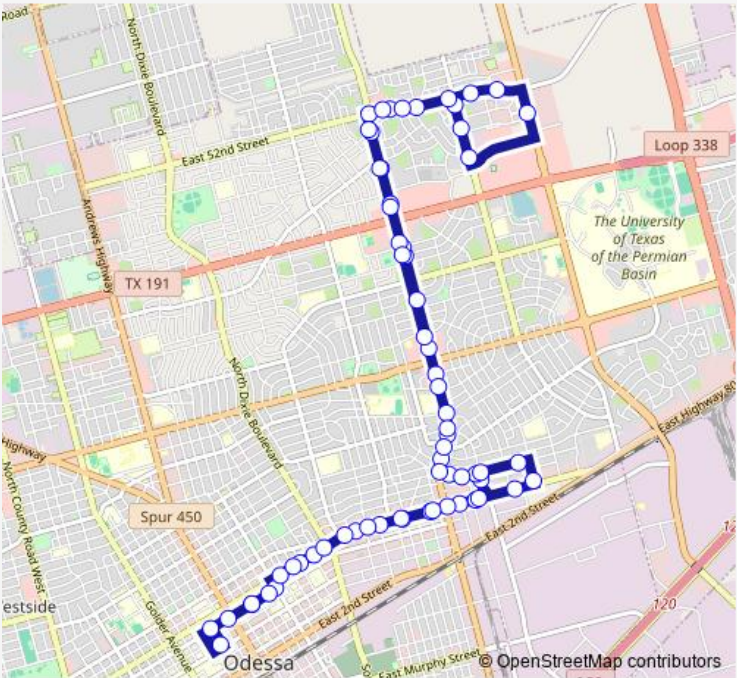 Road
North Dixie Boulevard
East 52nd Street
Loop 338
Andrews Highway
The University
of Texas
of the Permian
Basin
TX 191
North Dixie Boulevard
East Highway 80
Highway
North County Road West
Spur 450
East 2nd Street
120
estside
Golder Avenue
East 2nd Street
Odessa
East Murphy Street
© OpenStreetMap contributors